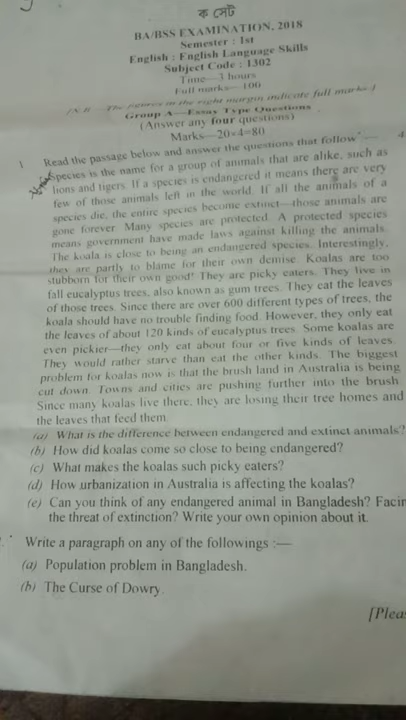 ক সেট
BA/BSS EXAMINATION, 2018
Semester : 1st
English : English Language Skills
Subject Code : 1302
Time—3 hours
Full marks—100
[N.B.—The figures in the right margin indicate full marks.]
Group A—Essay Type Questions
(Answer any four questions)
Marks—20×4=80
1. Read the passage below and answer the questions that follow :— 4
Species is the name for a group of animals that are alike, such as
lions and tigers. If a species is endangered it means there are very
few of those animals left in the world. If all the animals of a
species die, the entire species become extinct—those animals are
gone forever. Many species are protected. A protected species
means government have made laws against killing the animals.
The koala is close to being an endangered species. Interestingly,
they are partly to blame for their own demise. Koalas are too
stubborn for their own good! They are picky eaters. They live in
fall eucalyptus trees, also known as gum trees. They eat the leaves
of those trees. Since there are over 600 different types of trees, the
koala should have no trouble finding food. However, they only eat
the leaves of about 120 kinds of eucalyptus trees. Some koalas are
even pickier—they only eat about four or five kinds of leaves.
They would rather starve than eat the other kinds. The biggest
problem for koalas now is that the brush land in Australia is being
cut down. Towns and cities are pushing further into the brush.
Since many koalas live there, they are losing their tree homes and
the leaves that feed them.
(a) What is the difference between endangered and extinct animals?
(b) How did koalas come so close to being endangered?
(c) What makes the koalas such picky eaters?
(d) How urbanization in Australia is affecting the koalas?
(e) Can you think of any endangered animal in Bangladesh? Facin
the threat of extinction? Write your own opinion about it.
Write a paragraph on any of the followings :—
(a) Population problem in Bangladesh.
(b) The Curse of Dowry.
[Pleas